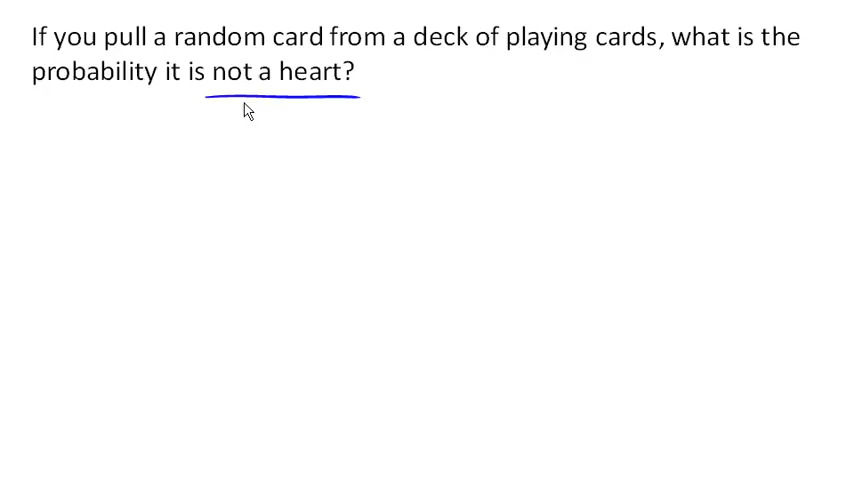 If you pull a random card from a deck of playing cards, what is the
probability it is not a heart?